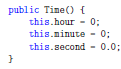 public Time() {
    this.hour = 0;
    this.minute = 0;
    this.second = 0.0;
}